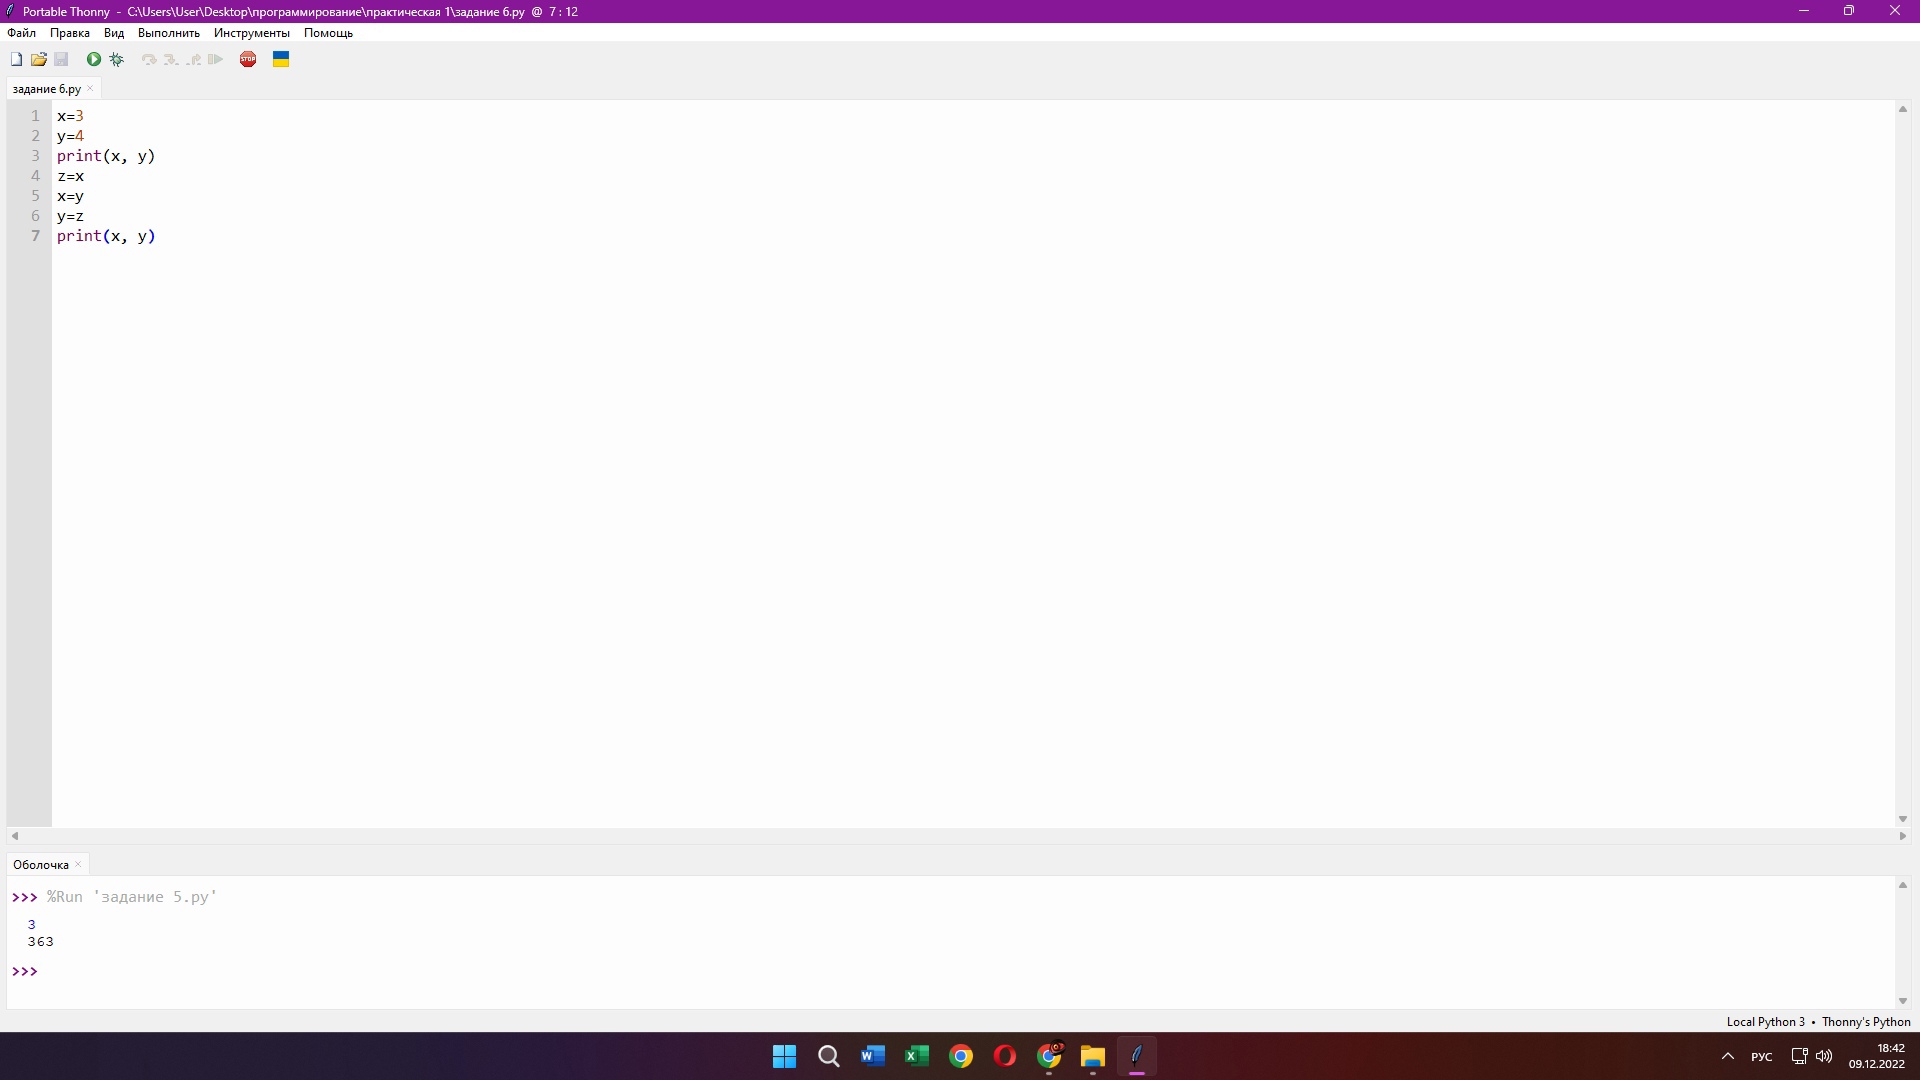 Portable Thonny - C:\Users\User\Desktop\программирование\практическая 1\задание 6.py @ 7 : 12
Файл Правка Вид Выполнить Инструменты Помощь
STOP
задание 6.py ×
1 x=3
2 y=4
3 print(x, y)
4 z=x
5 x=y
6 y=z
7 print(x, y)
Оболочка ×
>>> %Run 'задание 5.py'
3
363
>>>
Local Python 3 • Thonny's Python
РУС
18:42
09.12.2022